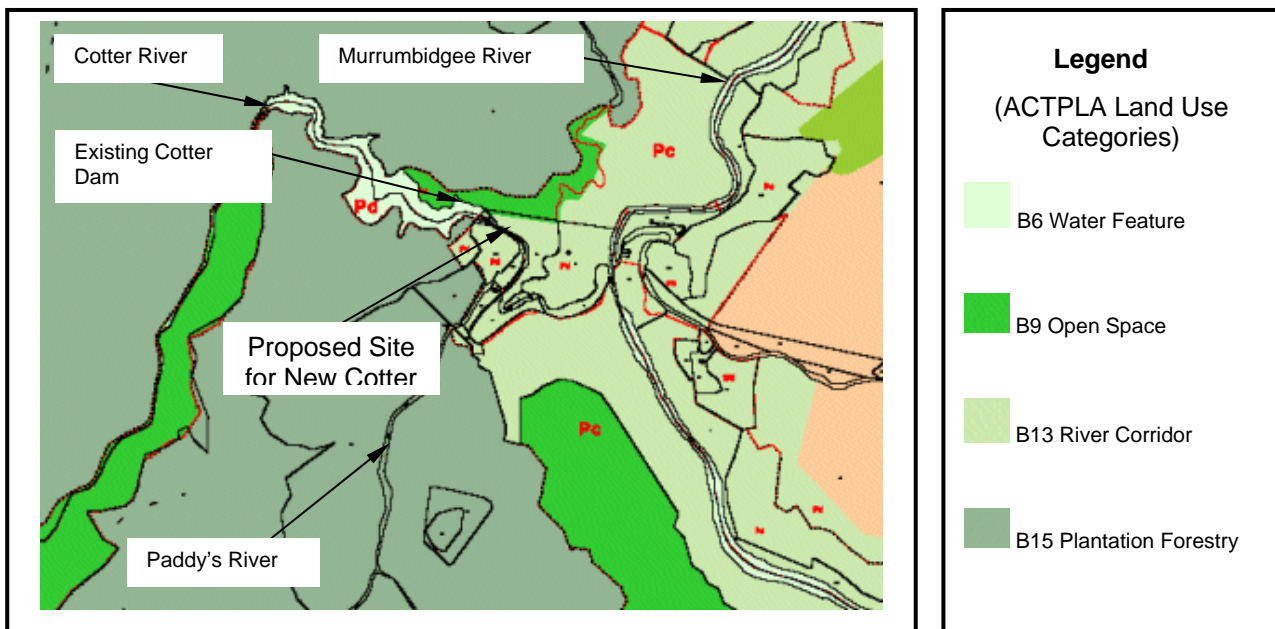 Cotter River
Murrumbidgee River
Existing Cotter
Dam
Pc
Pd
Proposed Site
for New Cotter
Pc
Paddy's River
Legend
(ACTPLA Land Use
Categories)
B6 Water Feature
B9 Open Space
B13 River Corridor
B15 Plantation Forestry